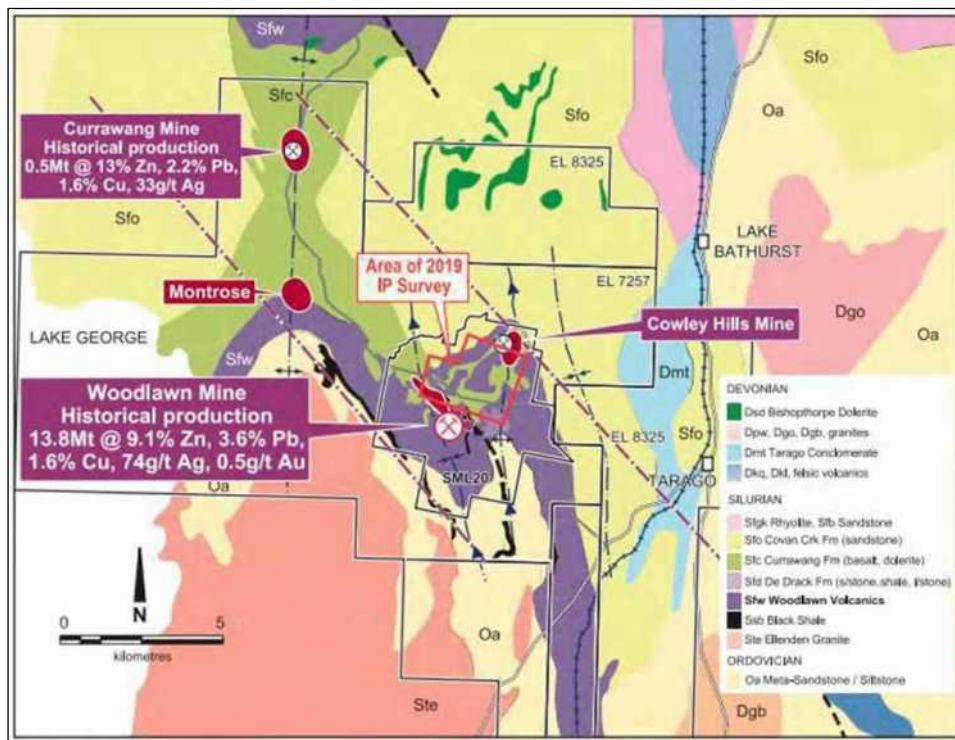 Sfw
Sfc
Currawang Mine
Historical production
0.5Mt @ 13% Zn, 2.2% Pb,
1.6% Cu, 33g/t Ag
Sfo
Sfo
EL 8325
Oa
Sfo
LAKE
BATHURST
Area of 2019
IP Survey
EL 7257
Montrose
LAKE GEORGE
Sfw
Cowley Hills Mine
Dgo
Oa
Dmt
Woodlawn Mine
Historical production
13.8Mt @ 9.1% Zn, 3.6% Pb,
1.6% Cu, 74g/t Ag, 0.5g/t Au
EL 8325
Sfo
TARAGO
SML20
Oa
N
0 5
kilometres
Oa
Ste
Dgb
DEVONIAN
Dsd Bishopthorpe Dolerite
Dpw, Dgo, Dgb, granites
Dmt Tarago Conclomerate
Dkq, Dkl, felsic volcanics
SILURIAN
Sfgk Rhyolite, Sfb Sandstone
Sfo Covan Crk Fm (sandstone)
Sfc Currawang Fm (basalt, dolerite)
Sfd De Drack Fm (s/stone, shale, l/stone)
Sfw Woodlawn Volcanics
Ssb Black Shale
Ste Ellenden Granite
ORDOVICIAN
Oa Meta-Sandstone / Siltstone